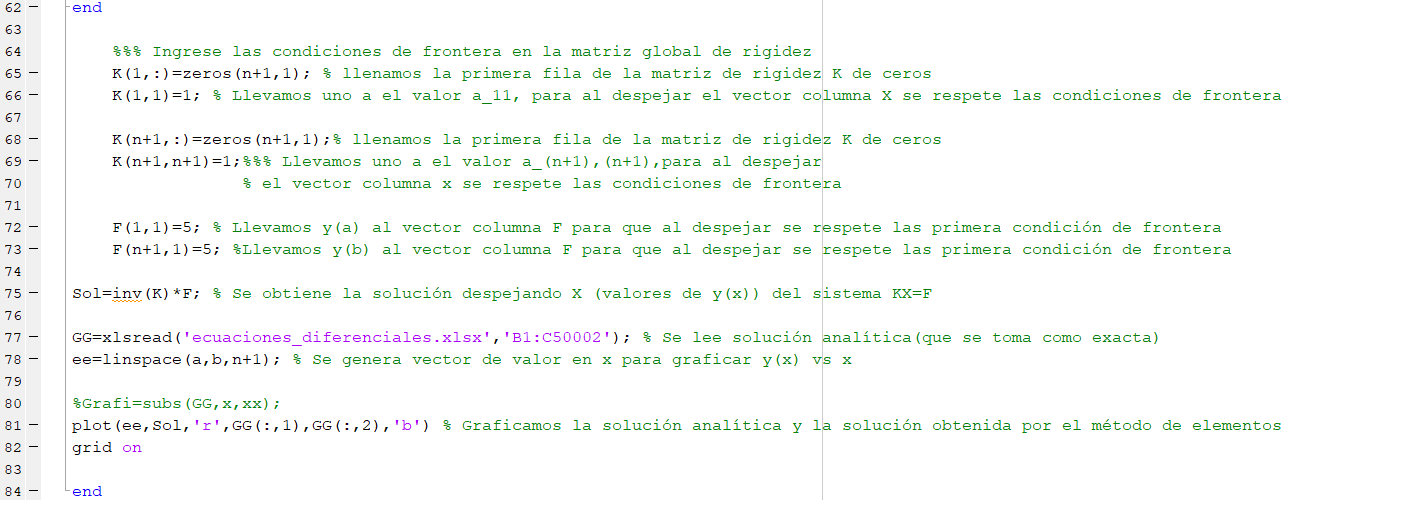 62 end
63
64 %%% Ingrese las condiciones de frontera en la matriz global de rigidez
65 K(1,:)=zeros(n+1,1); % llenamos la primera fila de la matriz de rigidez K de ceros
66 K(1,1)=1; % Llevamos uno a el valor a_11, para al despejar el vector columna X se respete las condiciones de frontera
67
68 K(n+1,:)=zeros(n+1,1);% llenamos la primera fila de la matriz de rigidez K de ceros
69 K(n+1,n+1)=1;%%% Llevamos uno a el valor a_(n+1),(n+1),para al despejar
70 % el vector columna x se respete las condiciones de frontera
71
72 F(1,1)=5; % Llevamos y(a) al vector columna F para que al despejar se respete las primera condición de frontera
73 F(n+1,1)=5; %Llevamos y(b) al vector columna F para que al despejar se respete las primera condición de frontera
74
75 Sol=inv(K)*F; % Se obtiene la solución despejando X (valores de y(x)) del sistema KX=F
76
77 GG=xlsread('ecuaciones_diferenciales.xlsx','B1:C50002'); % Se lee solución analítica(que se toma como exacta)
78 ee=linspace(a,b,n+1); % Se genera vector de valor en x para graficar y(x) vs x
79
80 %Grafi=subs(GG,x,xx);
81 plot(ee,Sol,'r',GG(:,1),GG(:,2),'b') % Graficamos la solución analítica y la solución obtenida por el método de elementos
82 grid on
83
84 end